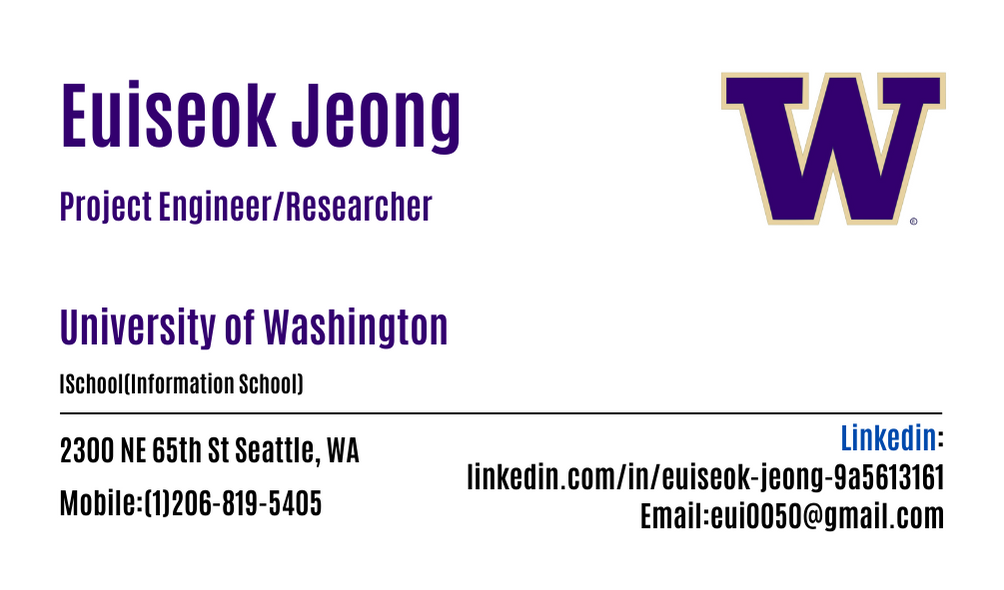 Euiseok Jeong
W
Project Engineer/Researcher
©
University of Washington
ISchool(Information School)
2300 NE 65th St Seattle, WA
Mobile:(1)206-819-5405
Linkedin:
linkedin.com/in/euiseok-jeong-9a5613161
Email:eui0050@gmail.com